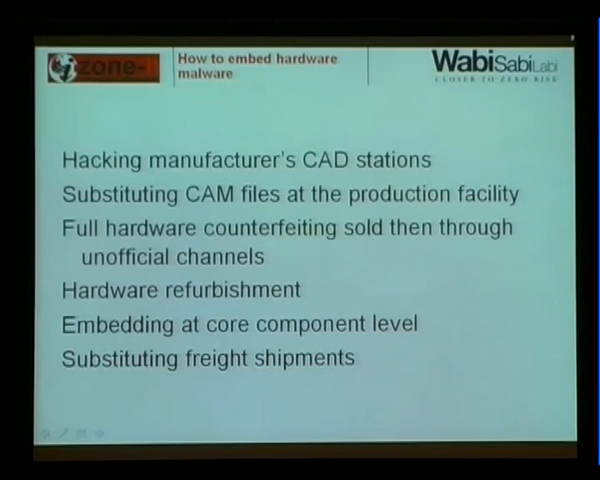 zone-h
How to embed hardware
malware
WabiSabiLabi
CLOSER TO ZERO RISK
Hacking manufacturer's CAD stations
Substituting CAM files at the production facility
Full hardware counterfeiting sold then through
unofficial channels
Hardware refurbishment
Embedding at core component level
Substituting freight shipments